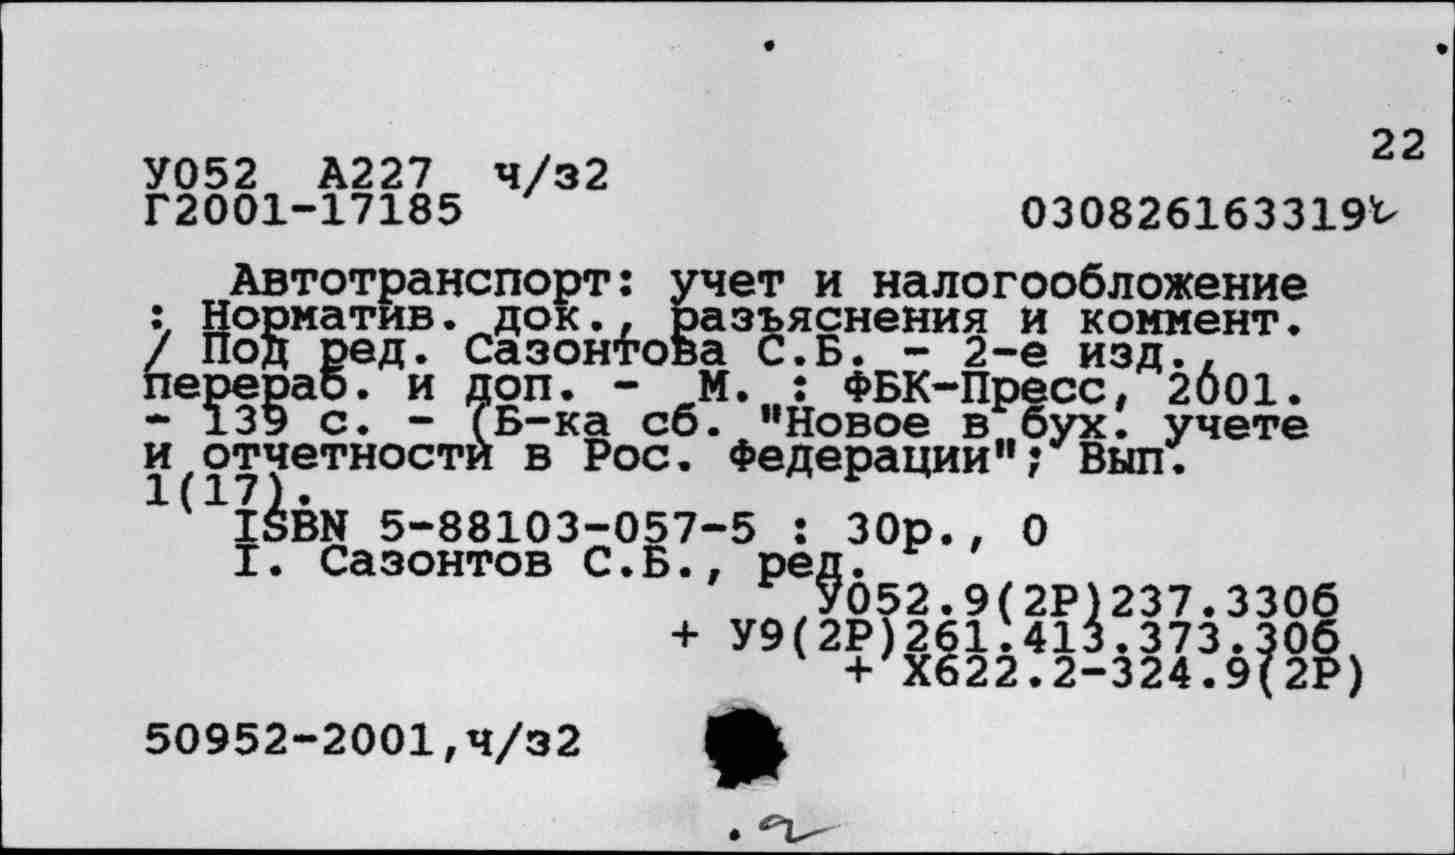 22
У052 А227 ч/з2
Г2001-17185 030826163319
Автотранспорт: учет и налогообложение
: Норматив. док., разъяснения и коммент.
/ Под ред. Сазонтова С.Б. - 2-е изд.,
перераб. и доп. - М. : ФБК-Пресс, 2001.
- 139 с. - (Б-ка сб. "Новое в бух. учете
и отчетности в Рос. Федерации"; Вып.
1(17).
ISBN 5-88103-057-5 : 30р., 0
I. Сазонтов С.Б., ред.
У052.9(2Р)237.330б
+ У9(2Р)261.413.373.30б
+ Х622.2-324.9(2Р)
50952-2001,ч/з2